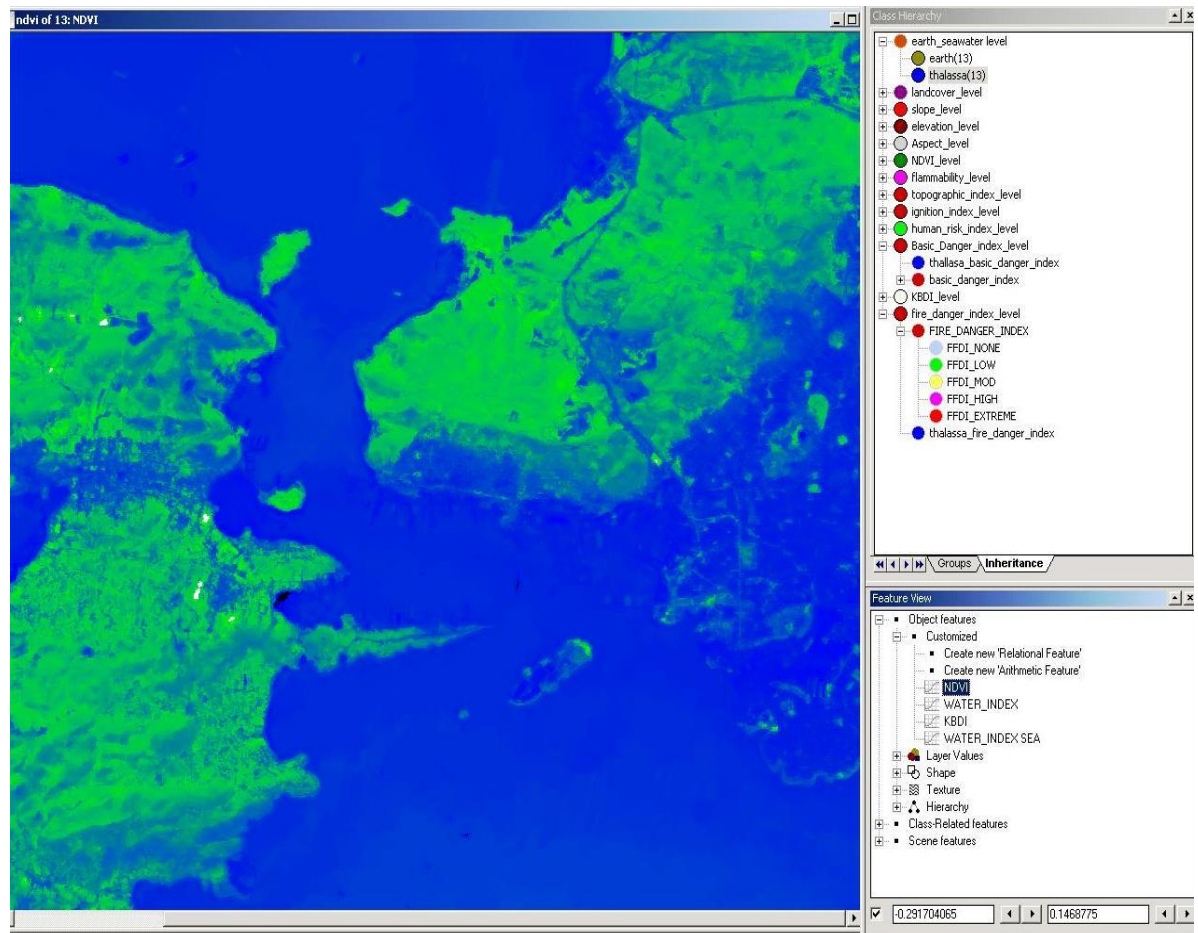 ndvi of 13: NDVI
Class Hierarchy
earth_seawater level
earth(13)
thalassa(13)
landcover_level
slope_level
elevation_level
Aspect_level
NDVI_level
flammability_level
topographic_index_level
ignition_index_level
human_risk_index_level
Basic_Danger_index_level
thallasa_basic_danger_index
basic_danger_index
KBDI_level
fire_danger_index_level
FIRE_DANGER_INDEX
FFDI_NONE
FFDI_LOW
FFDI_MOD
FFDI_HIGH
FFDI_EXTREME
thalassa_fire_danger_index
Groups Inheritance
Feature View
Object features
Customized
Create new 'Relational Feature'
Create new 'Arithmetic Feature'
NDVI
WATER_INDEX
KBDI
WATER_INDEX SEA
Layer Values
Shape
Texture
Hierarchy
Class-Related features
Scene features
-0.291704065 0.1468775